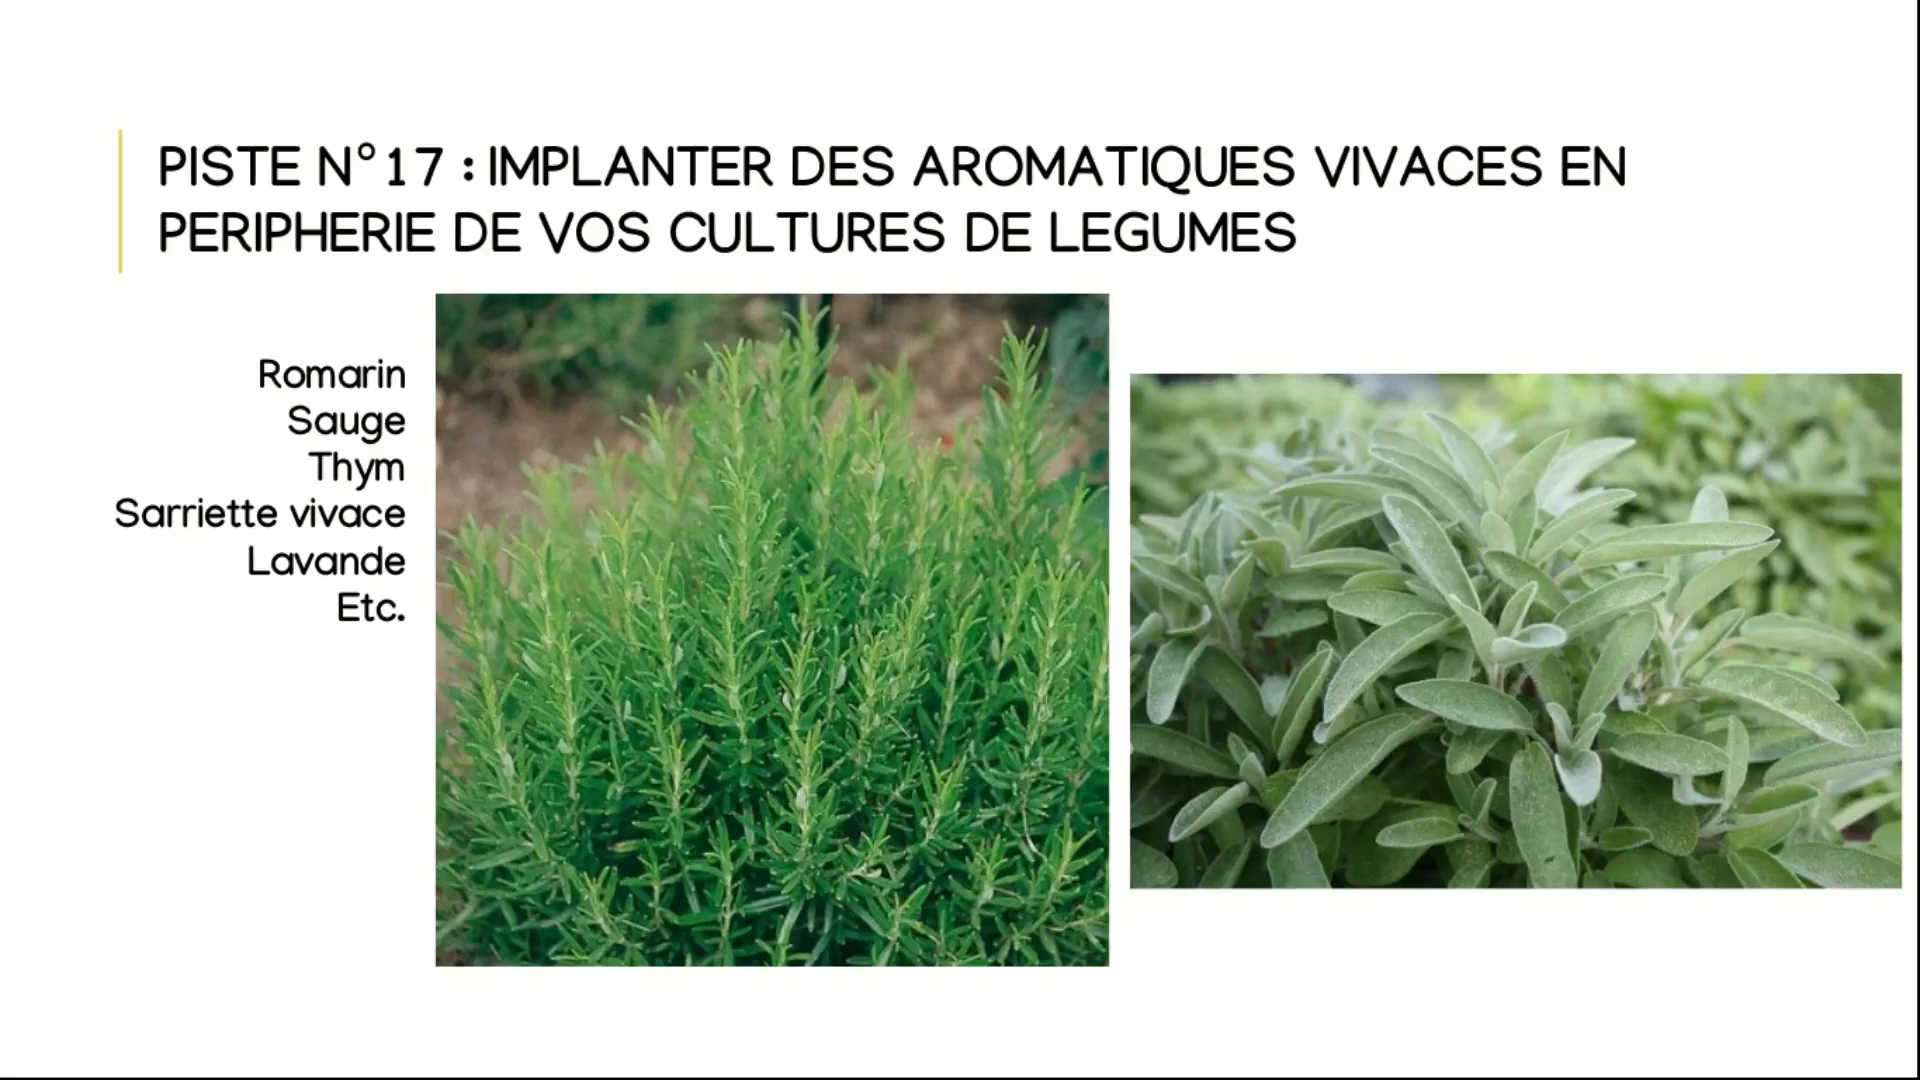 PISTE N°17 : IMPLANTER DES AROMATIQUES VIVACES EN
PERIPHERIE DE VOS CULTURES DE LEGUMES
Romarin
Sauge
Thym
Sarriette vivace
Lavande
Etc.